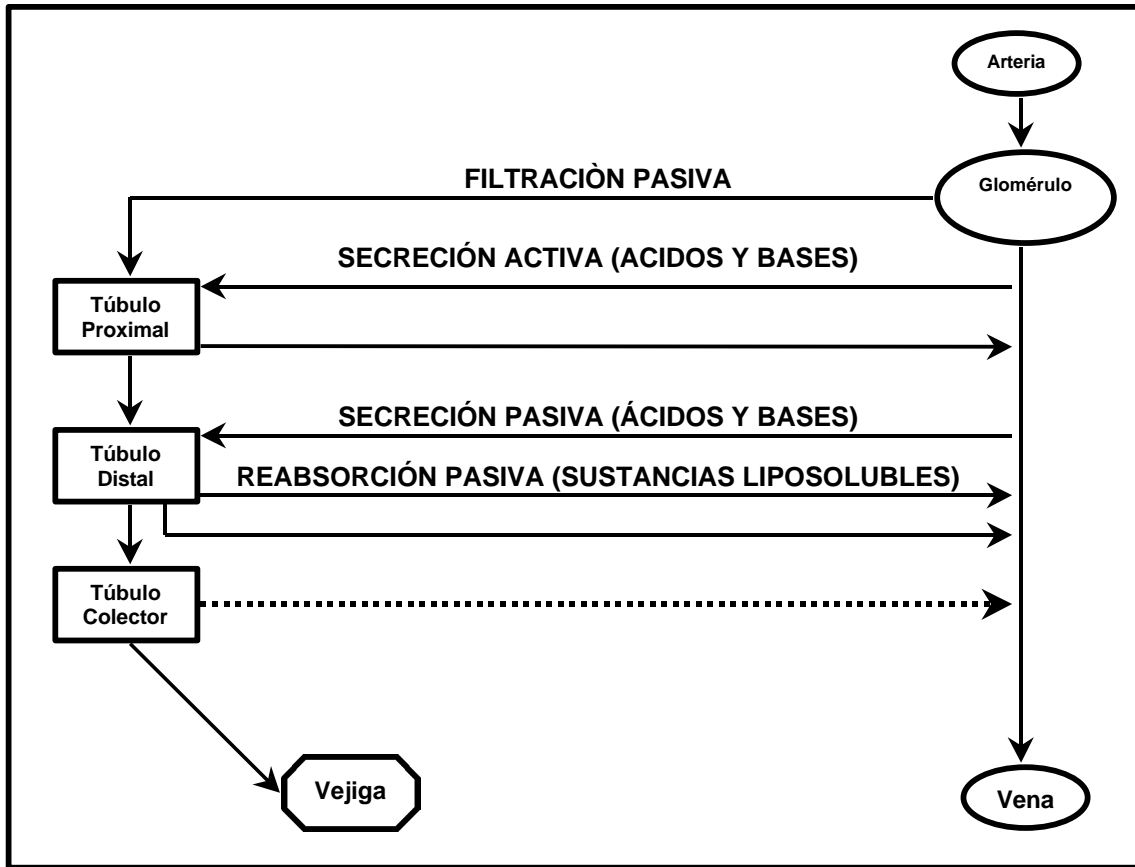 Arteria
Glomérulo
FILTRACIÒN PASIVA
SECRECIÓN ACTIVA (ACIDOS Y BASES)
Túbulo
Proximal
SECRECIÓN PASIVA (ÁCIDOS Y BASES)
Túbulo
Distal
REABSORCIÓN PASIVA (SUSTANCIAS LIPOSOLUBLES)
Túbulo
Colector
Vejiga
Vena